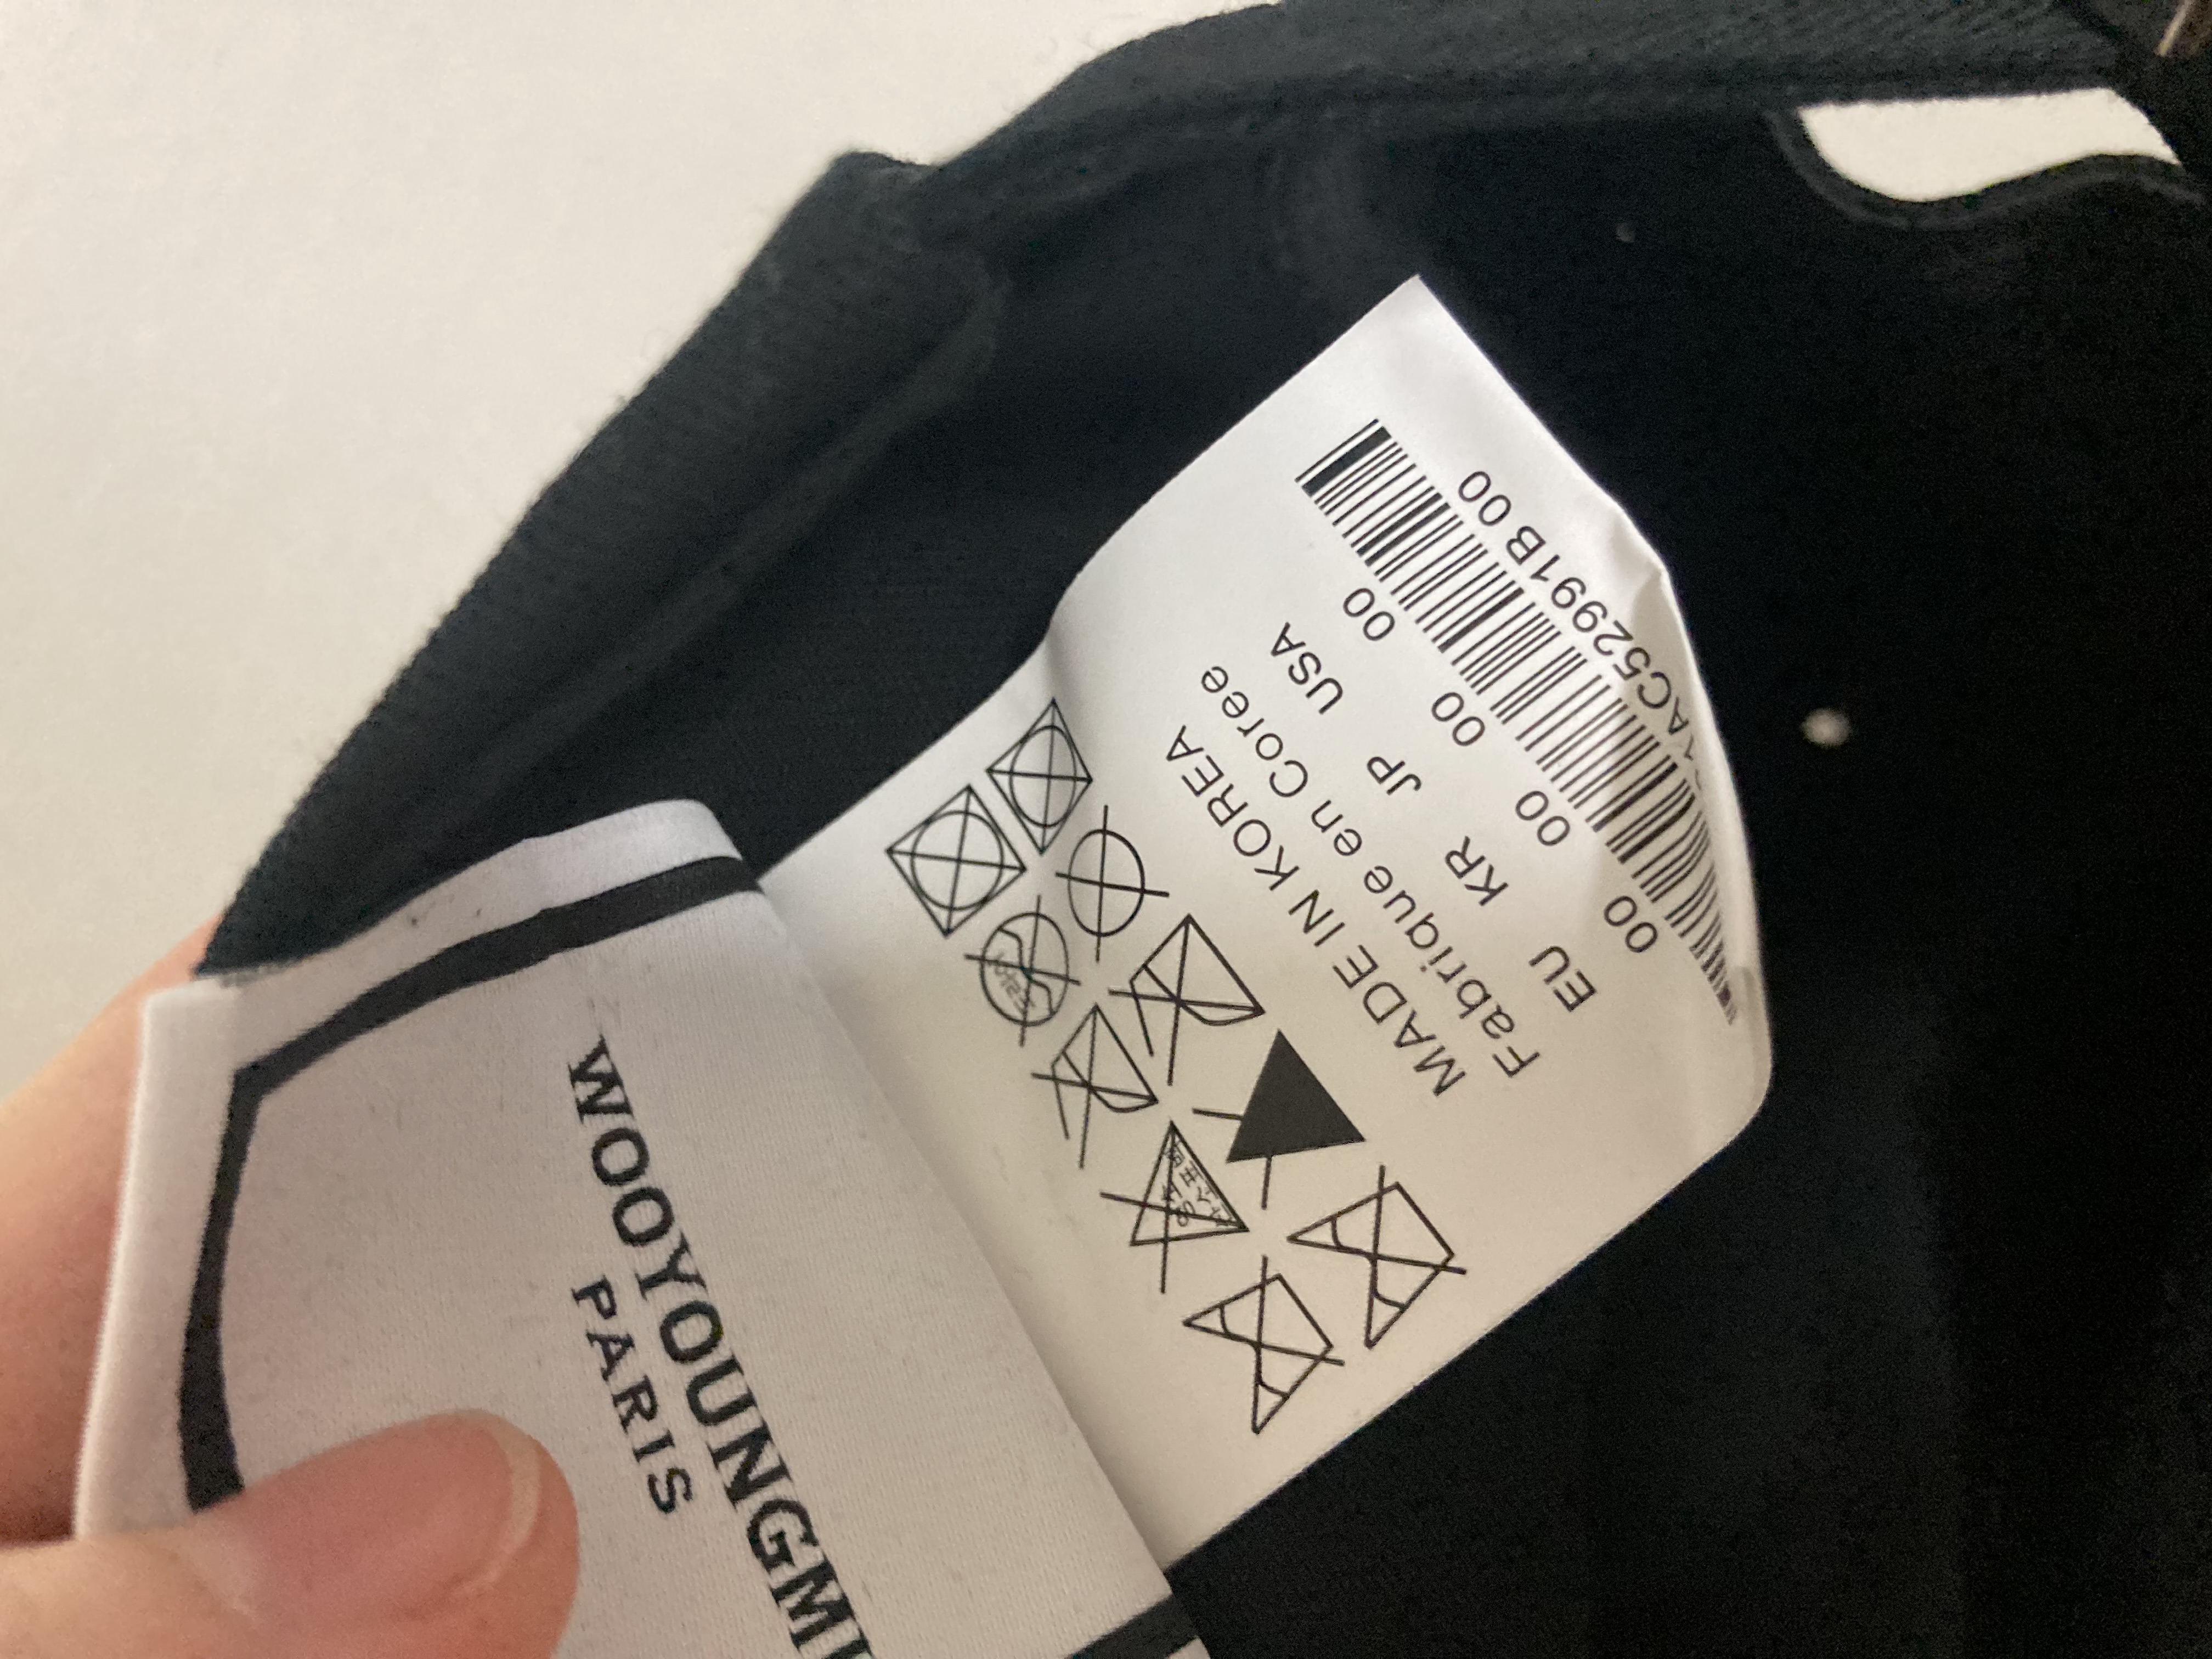 WOOYOUNGMI
PARIS
MADE IN KOREA
Fabrique en Coree
EU KR JP USA
00 00 00 00
00